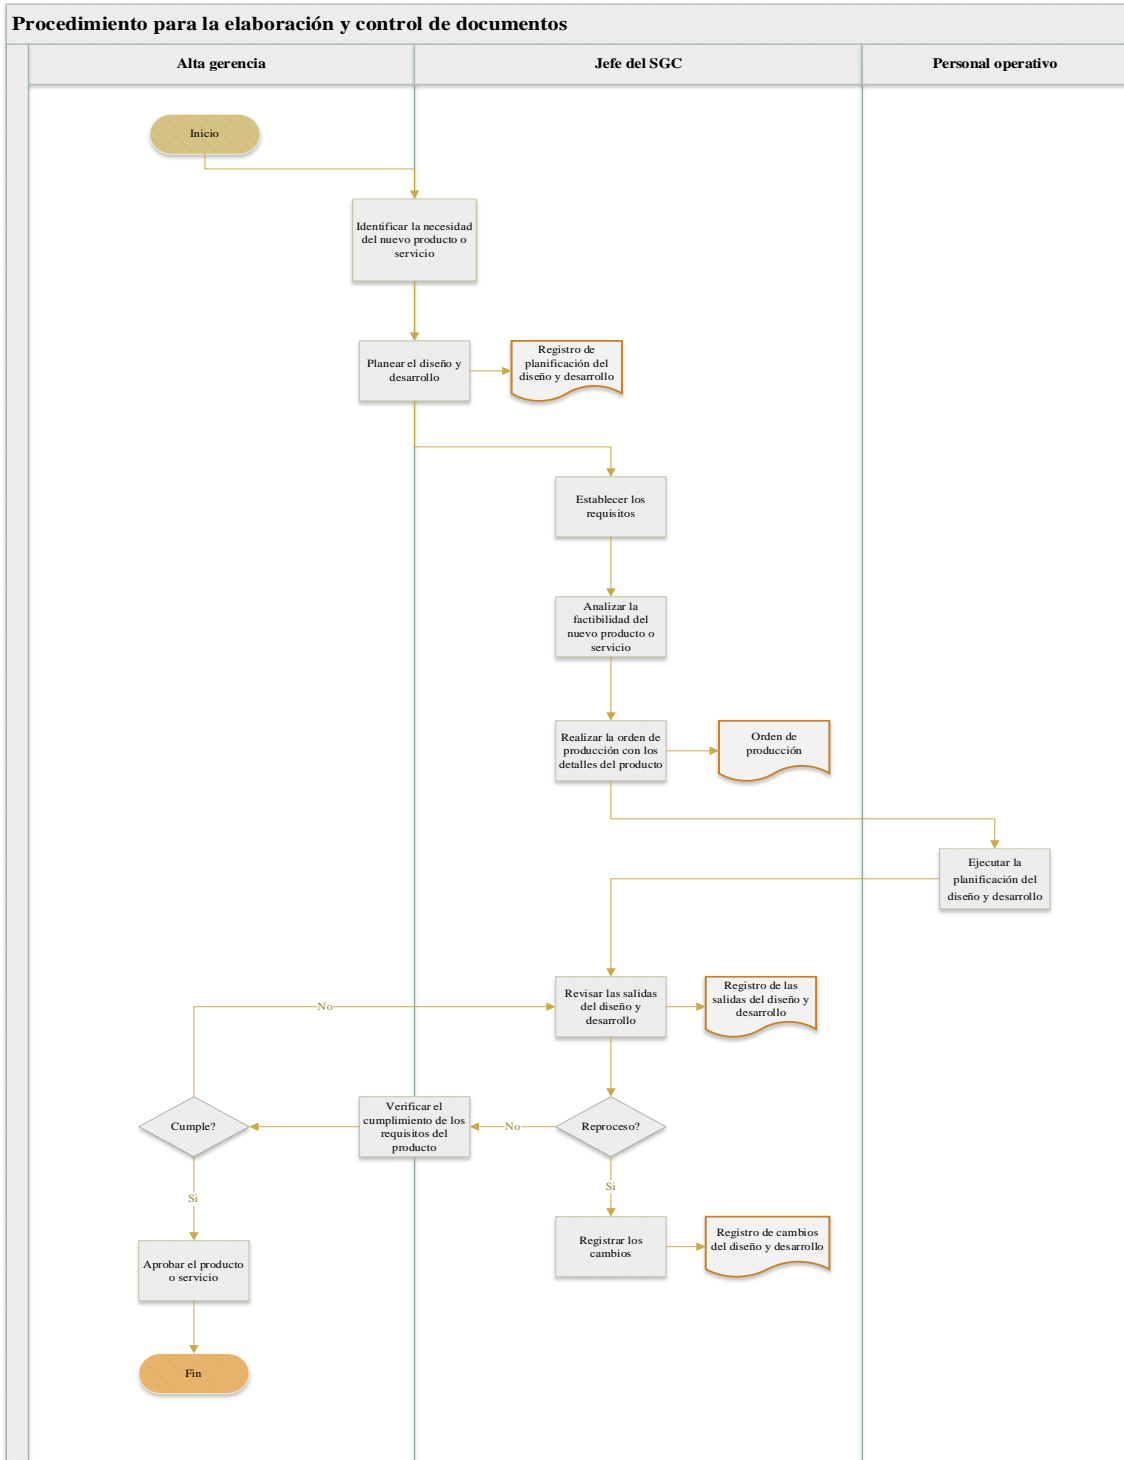 Procedimiento para la elaboración y control de documentos
Alta gerencia
Jefe del SGC
Personal operativo
Inicio
Identificar la necesidad
del nuevo producto o
servicio
Planear el diseño y
desarrollo
Registro de
planificación del
diseño y desarrollo
Establecer los
requisitos
Analizar la
factibilidad del
nuevo producto o
servicio
Realizar la orden de
producción con los
detalles del producto
Orden de
producción
Ejecutar la
planificación del
diseño y desarrollo
Revisar las salidas
del diseño y
desarrollo
Registro de las
salidas del diseño y
desarrollo
No
Cumple?
Verificar el
cumplimiento de los
requisitos del
producto
No
Reproceso?
Si
Si
Registrar los
cambios
Registro de cambios
del diseño y desarrollo
Aprobar el producto
o servicio
Fin